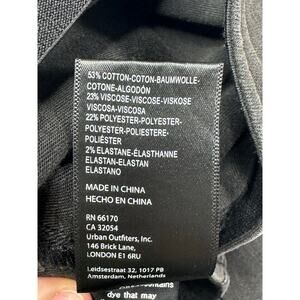 53% COTTON-COTON-BAUMWOLLE-
COTONE-ALGODÓN
23% VISCOSE-VISCOSE-VISKOSE
VISCOSA-VISCOSA
22% POLYESTER-POLYESTER-
POLYESTER-POLIESTERE-
POLIÉSTER
2% ELASTANE-ÉLASTHANNE
ELASTAN-ELASTAN
ELASTANO
MADE IN CHINA
HECHO EN CHINA
RN 66170
CA 32054
Urban Outfitters, Inc.
146 Brick Lane,
LONDON E1 6RU
Leidsestraat 32, 1017 PB
Amsterdam, Netherlands
contains
dye that may